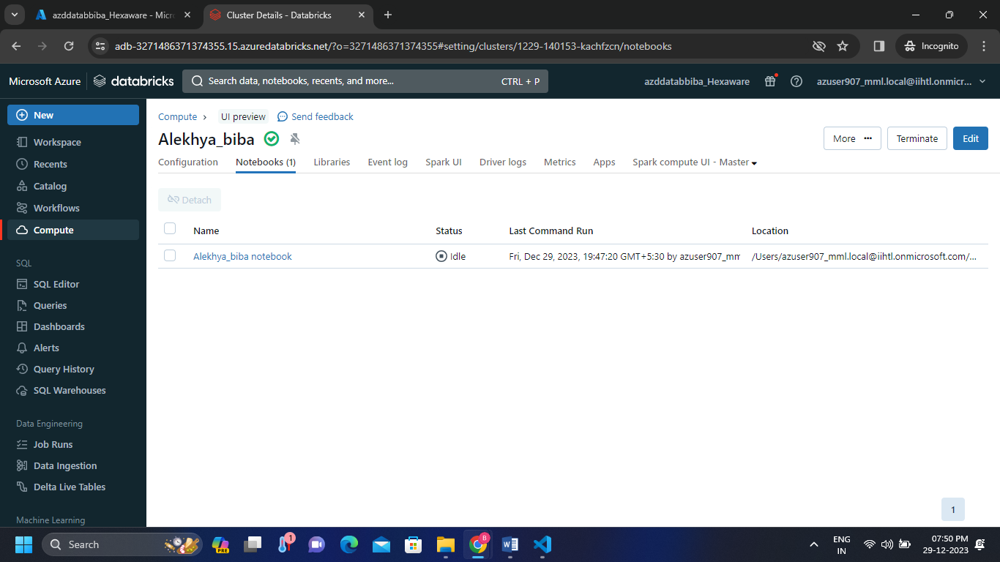 azddatabbiba_Hexaware - Micr
Cluster Details - Databricks
adb-3271486371374355.15.azuredatabricks.net/?o=3271486371374355#setting/clusters/1229-140153-kachfzcn/notebooks
Incognito
Microsoft Azure
databricks
Search data, notebooks, recents, and more...
CTRL + P
azddatabbiba_Hexaware
azuser907_mml.local@iihtl.onmicr...
New
Workspace
Recents
Catalog
Workflows
Compute
SQL
SQL Editor
Queries
Dashboards
Alerts
Query History
SQL Warehouses
Data Engineering
Job Runs
Data Ingestion
Delta Live Tables
Machine Learning
Compute
UI preview
Send feedback
Alekhya_biba
More
Terminate
Edit
Configuration
Notebooks (1)
Libraries
Event log
Spark UI
Driver logs
Metrics
Apps
Spark compute UI - Master
Detach
Name
Status
Last Command Run
Location
Alekhya_biba notebook
Idle
Fri, Dec 29, 2023, 19:47:20 GMT+5:30 by azuser907_mm
/Users/azuser907_mml.local@iihtl.onmicrosoft.com/...
1
Search
PRE
1
B
ENG
IN
07:50 PM
29-12-2023